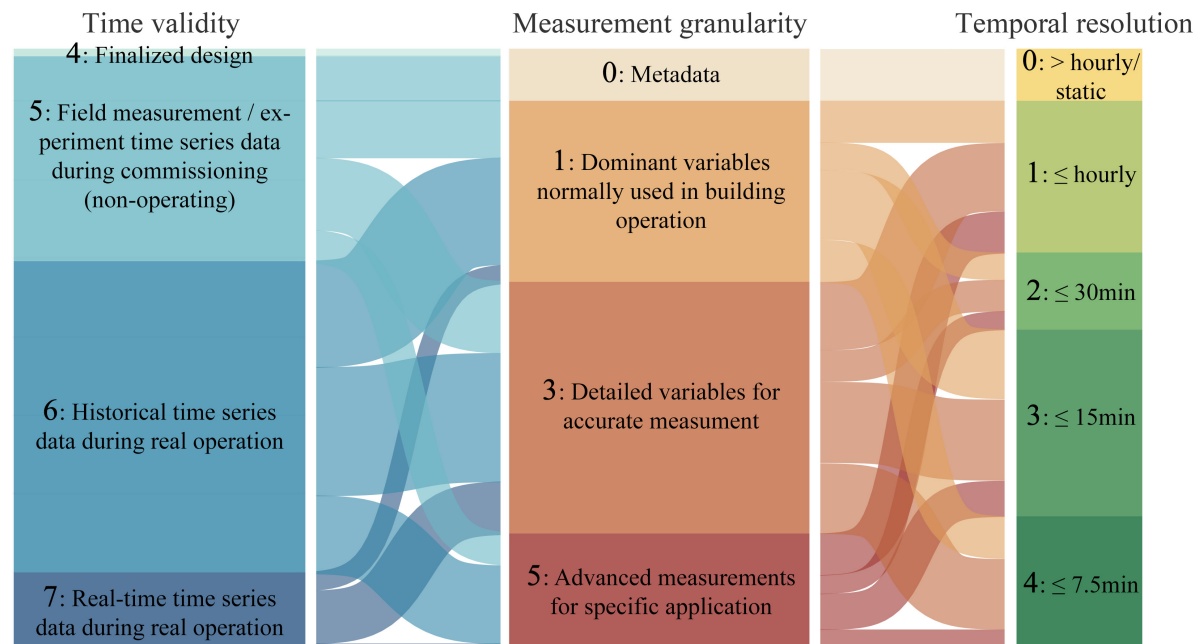 Time validity
Measurement granularity
Temporal resolution
4: Finalized design
5: Field measurement / ex-
periment time series data
during commissioning
(non-operating)
6: Historical time series
data during real operation
7: Real-time time series
data during real operation
0: Metadata
1: Dominant variables
normally used in building
operation
3: Detailed variables for
accurate measument
5: Advanced measurements
for specific application
0: > hourly/
static
1: ≤ hourly
2: ≤ 30min
3: ≤ 15min
4: ≤ 7.5min